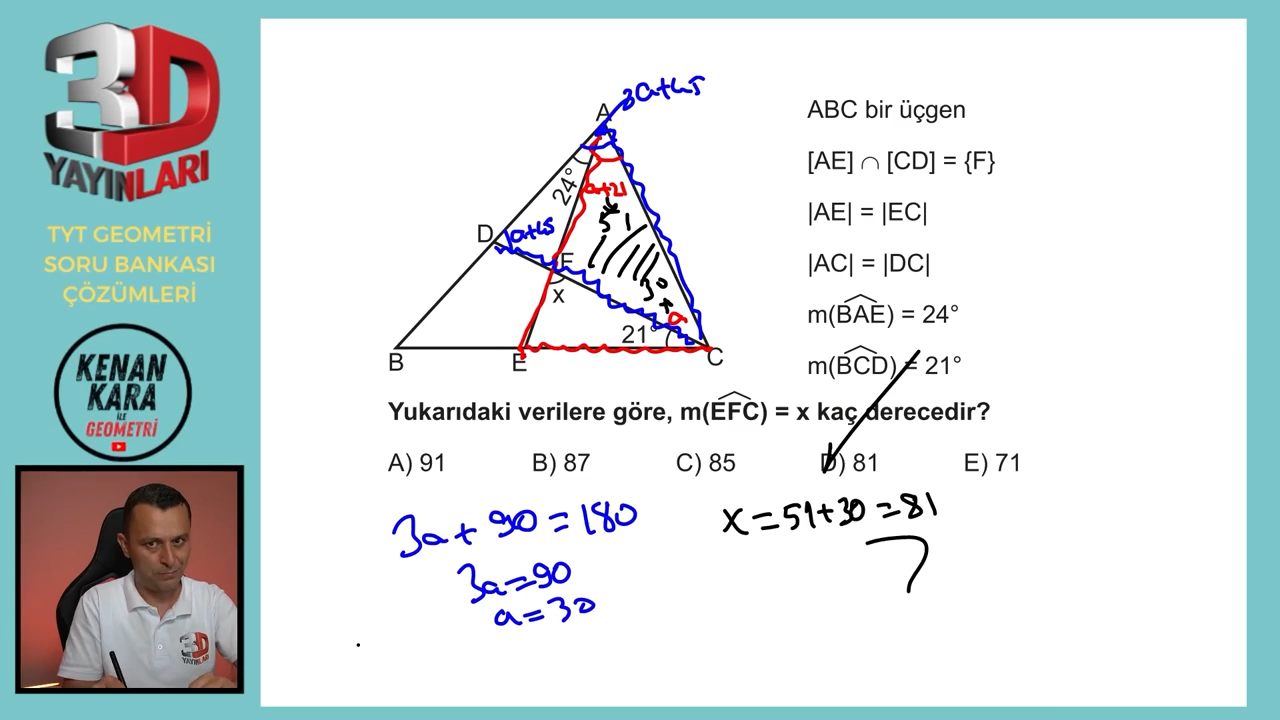 3D
YAYINLARI
TYT GEOMETRİ
SORU BANKASI
ÇÖZÜMLERİ
KENAN
KARA
İLE
GEOMETRİ
3D
YAYINLARI
A
3a+45
24°
a+21
51
D
a+45
F
x
30
a
21°
B
E
C
ABC bir üçgen
[AE] ∩ [CD] = {F}
|AE| = |EC|
|AC| = |DC|
m(BAE) = 24°
m(BCD) = 21°
Yukarıdaki verilere göre, m(EFC) = x kaç derecedir?
A) 91 B) 87 C) 85 D) 81 E) 71
3a + 90 = 180
3a = 90
a = 30
x = 51+30 = 81